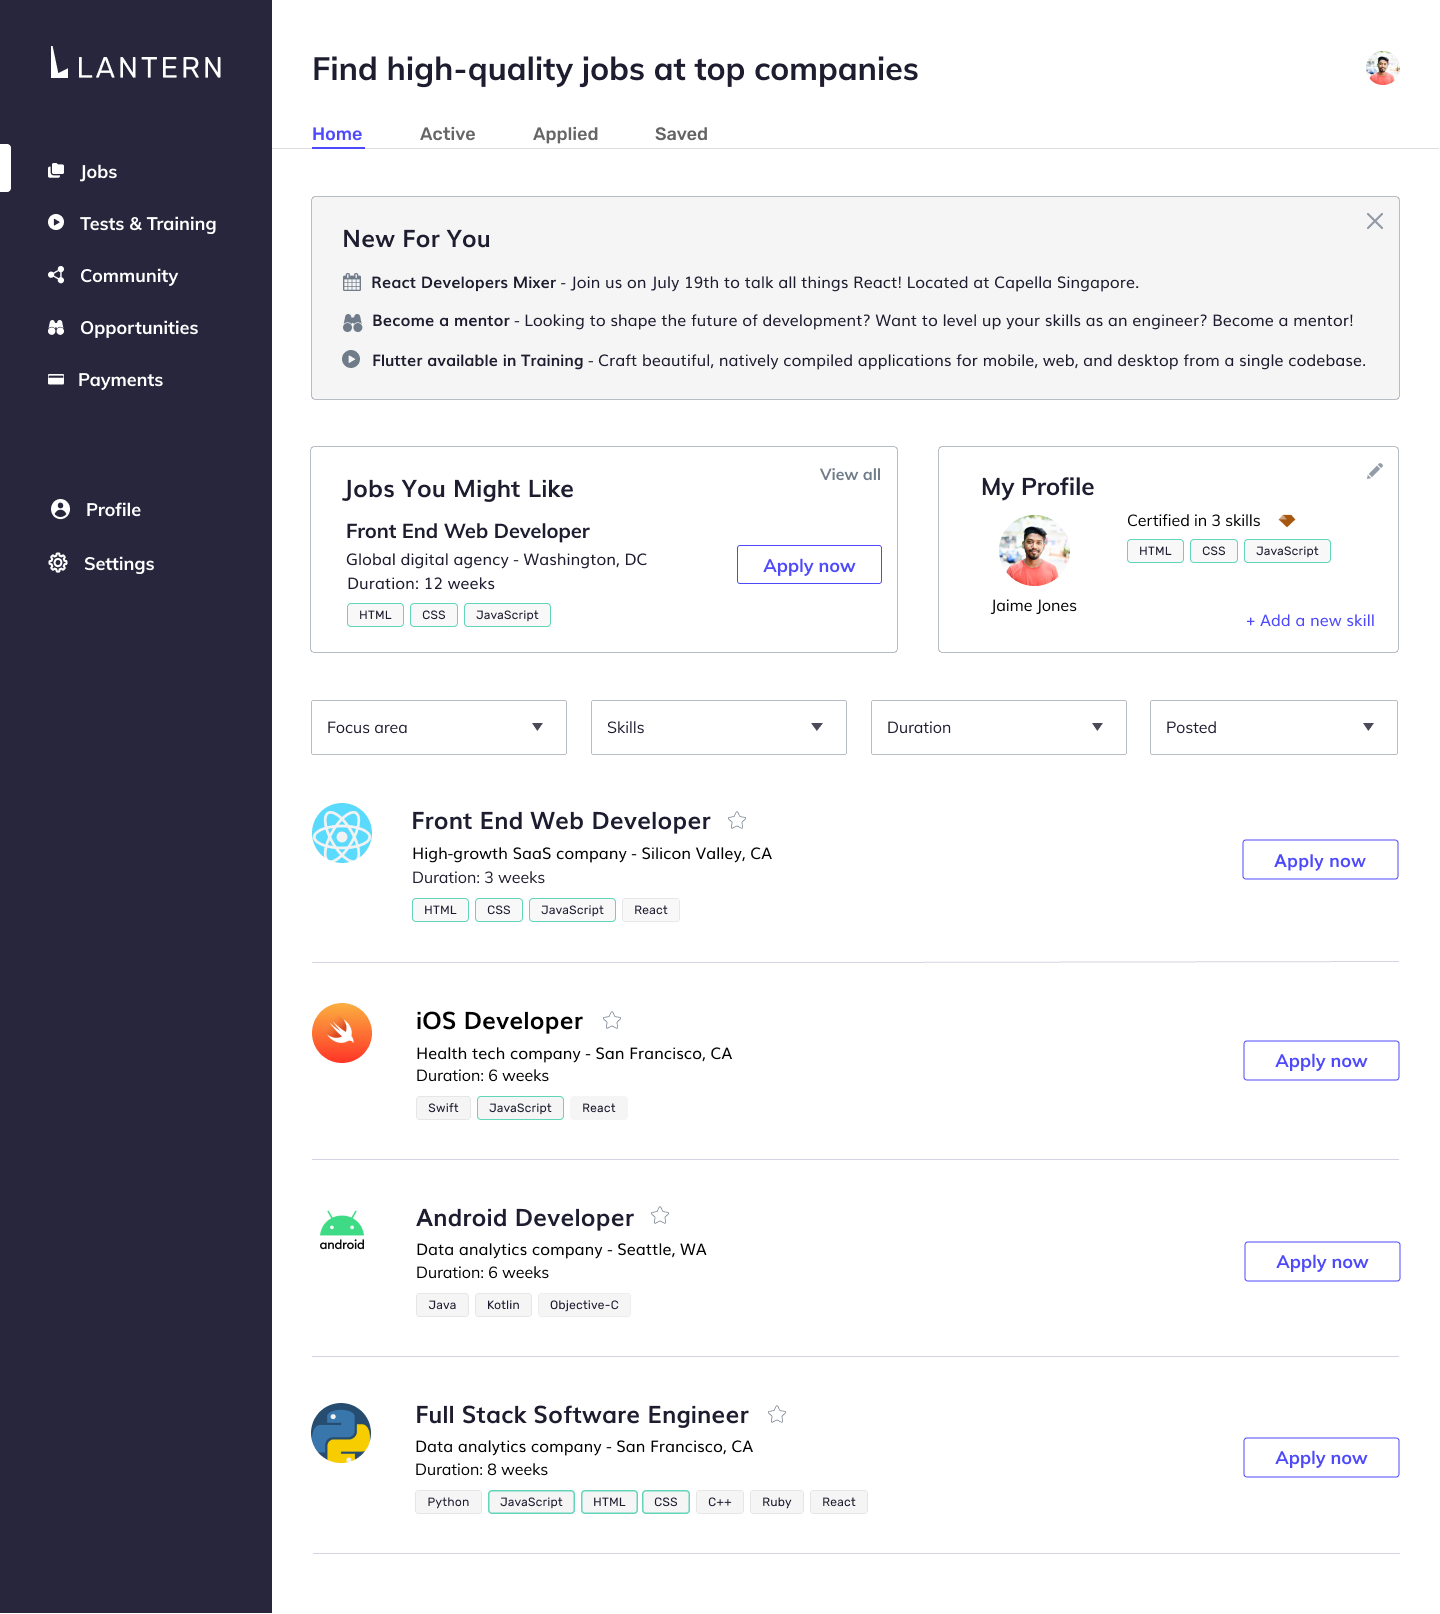 LANTERN
Jobs
Tests & Training
Community
Opportunities
Payments
Profile
Settings
Find high-quality jobs at top companies
Home
Active
Applied
Saved
New For You
React Developers Mixer - Join us on July 19th to talk all things React! Located at Capella Singapore.
Become a mentor - Looking to shape the future of development? Want to level up your skills as an engineer? Become a mentor!
Flutter available in Training - Craft beautiful, natively compiled applications for mobile, web, and desktop from a single codebase.
Jobs You Might Like
View all
Front End Web Developer
Global digital agency - Washington, DC
Duration: 12 weeks
HTML
CSS
JavaScript
Apply now
My Profile
Jaime Jones
Certified in 3 skills
HTML
CSS
JavaScript
+ Add a new skill
Focus area
Skills
Duration
Posted
Front End Web Developer
High-growth SaaS company - Silicon Valley, CA
Duration: 3 weeks
HTML
CSS
JavaScript
React
Apply now
iOS Developer
Health tech company - San Francisco, CA
Duration: 6 weeks
Swift
JavaScript
React
Apply now
android
Android Developer
Data analytics company - Seattle, WA
Duration: 6 weeks
Java
Kotlin
Objective-C
Apply now
Full Stack Software Engineer
Data analytics company - San Francisco, CA
Duration: 8 weeks
Python
JavaScript
HTML
CSS
C++
Ruby
React
Apply now